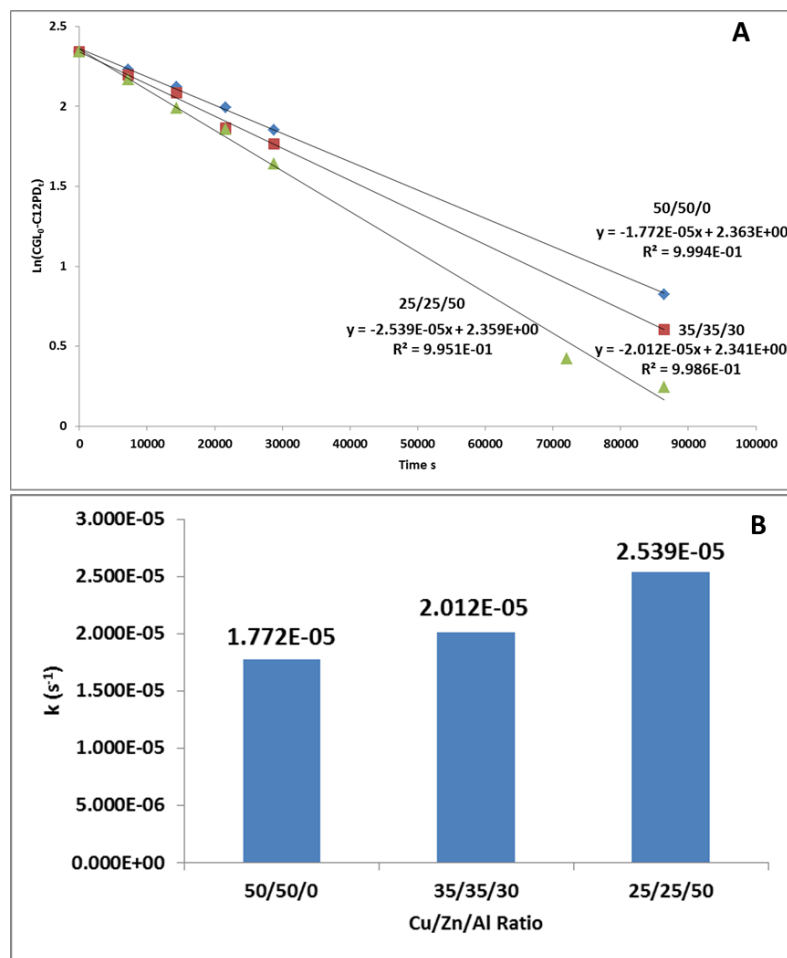 A
2.5
2
1.5
1
0.5
0
Ln(CGL₀-C12PDₜ)
50/50/0
y = -1.772E-05x + 2.363E+00
R² = 9.994E-01
25/25/50
y = -2.539E-05x + 2.359E+00
R² = 9.951E-01
35/35/30
y = -2.012E-05x + 2.341E+00
R² = 9.986E-01
0 10000 20000 30000 40000 50000 60000 70000 80000 90000 100000
Time s
B
3.000E-05
2.500E-05
2.000E-05
1.500E-05
1.000E-05
5.000E-06
0.000E+00
k (s⁻¹)
1.772E-05
2.012E-05
2.539E-05
50/50/0 35/35/30 25/25/50
Cu/Zn/Al Ratio